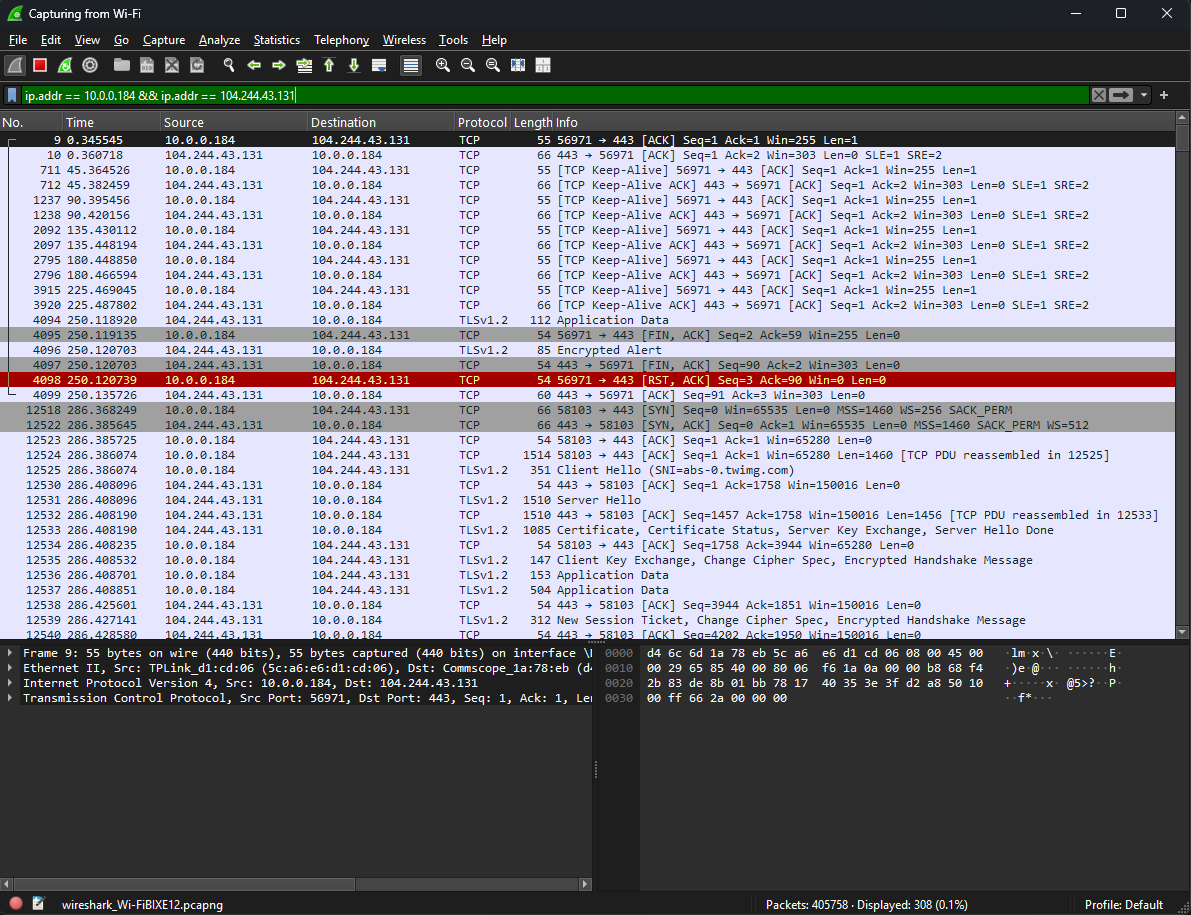 Capturing from Wi-Fi
File Edit View Go Capture Analyze Statistics Telephony Wireless Tools Help
ip.addr == 10.0.0.184 && ip.addr == 104.244.43.131
No. Time Source Destination Protocol Length Info
9 0.345545 10.0.0.184 104.244.43.131 TCP 55 56971 → 443 [ACK] Seq=1 Ack=1 Win=255 Len=1
10 0.360718 104.244.43.131 10.0.0.184 TCP 66 443 → 56971 [ACK] Seq=1 Ack=2 Win=303 Len=0 SLE=1 SRE=2
711 45.364526 10.0.0.184 104.244.43.131 TCP 55 [TCP Keep-Alive] 56971 → 443 [ACK] Seq=1 Ack=1 Win=255 Len=1
712 45.382459 104.244.43.131 10.0.0.184 TCP 66 [TCP Keep-Alive ACK] 443 → 56971 [ACK] Seq=1 Ack=2 Win=303 Len=0 SLE=1 SRE=2
1237 90.395456 10.0.0.184 104.244.43.131 TCP 55 [TCP Keep-Alive] 56971 → 443 [ACK] Seq=1 Ack=1 Win=255 Len=1
1238 90.420156 104.244.43.131 10.0.0.184 TCP 66 [TCP Keep-Alive ACK] 443 → 56971 [ACK] Seq=1 Ack=2 Win=303 Len=0 SLE=1 SRE=2
2092 135.430112 10.0.0.184 104.244.43.131 TCP 55 [TCP Keep-Alive] 56971 → 443 [ACK] Seq=1 Ack=1 Win=255 Len=1
2097 135.448194 104.244.43.131 10.0.0.184 TCP 66 [TCP Keep-Alive ACK] 443 → 56971 [ACK] Seq=1 Ack=2 Win=303 Len=0 SLE=1 SRE=2
2795 180.448850 10.0.0.184 104.244.43.131 TCP 55 [TCP Keep-Alive] 56971 → 443 [ACK] Seq=1 Ack=1 Win=255 Len=1
2796 180.466594 104.244.43.131 10.0.0.184 TCP 66 [TCP Keep-Alive ACK] 443 → 56971 [ACK] Seq=1 Ack=2 Win=303 Len=0 SLE=1 SRE=2
3915 225.469045 10.0.0.184 104.244.43.131 TCP 55 [TCP Keep-Alive] 56971 → 443 [ACK] Seq=1 Ack=1 Win=255 Len=1
3920 225.487802 104.244.43.131 10.0.0.184 TCP 66 [TCP Keep-Alive ACK] 443 → 56971 [ACK] Seq=1 Ack=2 Win=303 Len=0 SLE=1 SRE=2
4094 250.118920 104.244.43.131 10.0.0.184 TLSv1.2 112 Application Data
4095 250.119135 10.0.0.184 104.244.43.131 TCP 54 56971 → 443 [FIN, ACK] Seq=2 Ack=59 Win=255 Len=0
4096 250.120703 104.244.43.131 10.0.0.184 TLSv1.2 85 Encrypted Alert
4097 250.120703 104.244.43.131 10.0.0.184 TCP 54 443 → 56971 [FIN, ACK] Seq=90 Ack=2 Win=303 Len=0
4098 250.120739 10.0.0.184 104.244.43.131 TCP 54 56971 → 443 [RST, ACK] Seq=3 Ack=90 Win=0 Len=0
4099 250.135726 104.244.43.131 10.0.0.184 TCP 60 443 → 56971 [ACK] Seq=91 Ack=3 Win=303 Len=0
12518 286.368249 10.0.0.184 104.244.43.131 TCP 66 58103 → 443 [SYN] Seq=0 Win=65535 Len=0 MSS=1460 WS=256 SACK_PERM
12522 286.385645 104.244.43.131 10.0.0.184 TCP 66 443 → 58103 [SYN, ACK] Seq=0 Ack=1 Win=65535 Len=0 MSS=1460 SACK_PERM WS=512
12523 286.385725 10.0.0.184 104.244.43.131 TCP 54 58103 → 443 [ACK] Seq=1 Ack=1 Win=65280 Len=0
12524 286.386074 10.0.0.184 104.244.43.131 TCP 1514 58103 → 443 [ACK] Seq=1 Ack=1 Win=65280 Len=1460 [TCP PDU reassembled in 12525]
12525 286.386074 10.0.0.184 104.244.43.131 TLSv1.2 351 Client Hello (SNI=abs-0.twimg.com)
12530 286.408096 104.244.43.131 10.0.0.184 TCP 54 443 → 58103 [ACK] Seq=1 Ack=1758 Win=150016 Len=0
12531 286.408096 104.244.43.131 10.0.0.184 TLSv1.2 1510 Server Hello
12532 286.408190 104.244.43.131 10.0.0.184 TCP 1510 443 → 58103 [ACK] Seq=1457 Ack=1758 Win=150016 Len=1456 [TCP PDU reassembled in 12533]
12533 286.408190 104.244.43.131 10.0.0.184 TLSv1.2 1085 Certificate, Certificate Status, Server Key Exchange, Server Hello Done
12534 286.408235 10.0.0.184 104.244.43.131 TCP 54 58103 → 443 [ACK] Seq=1758 Ack=3944 Win=65280 Len=0
12535 286.408532 10.0.0.184 104.244.43.131 TLSv1.2 147 Client Key Exchange, Change Cipher Spec, Encrypted Handshake Message
12536 286.408701 10.0.0.184 104.244.43.131 TLSv1.2 153 Application Data
12537 286.408851 10.0.0.184 104.244.43.131 TLSv1.2 504 Application Data
12538 286.425601 104.244.43.131 10.0.0.184 TCP 54 443 → 58103 [ACK] Seq=3944 Ack=1851 Win=150016 Len=0
12539 286.427141 104.244.43.131 10.0.0.184 TLSv1.2 312 New Session Ticket, Change Cipher Spec, Encrypted Handshake Message
12540 286.428580 104.244.43.131 10.0.0.184 TCP 54 443 → 58103 [ACK] Seq=4202 Ack=1950 Win=150016 Len=0
Frame 9: 55 bytes on wire (440 bits), 55 bytes captured (440 bits) on interface \
Ethernet II, Src: TPLink_d1:cd:06 (5c:a6:e6:d1:cd:06), Dst: Commscope_1a:78:eb (d4
Internet Protocol Version 4, Src: 10.0.0.184, Dst: 104.244.43.131
Transmission Control Protocol, Src Port: 56971, Dst Port: 443, Seq: 1, Ack: 1, Le
0000 d4 6c 6d 1a 78 eb 5c a6 e6 d1 cd 06 08 00 45 00 ·lm·x·\· ······E·
0010 00 29 65 85 40 00 80 06 f6 1a 0a 00 00 b8 68 f4 ·)e·@··· ······h·
0020 2b 83 de 8b 01 bb 78 17 40 35 3e 3f d2 a8 50 10 +·····x· @5>?··P·
0030 00 ff 66 2a 00 00 00 ··f*···
wireshark_Wi-FiBIXE12.pcapng
Packets: 405758 · Displayed: 308 (0.1%)
Profile: Default